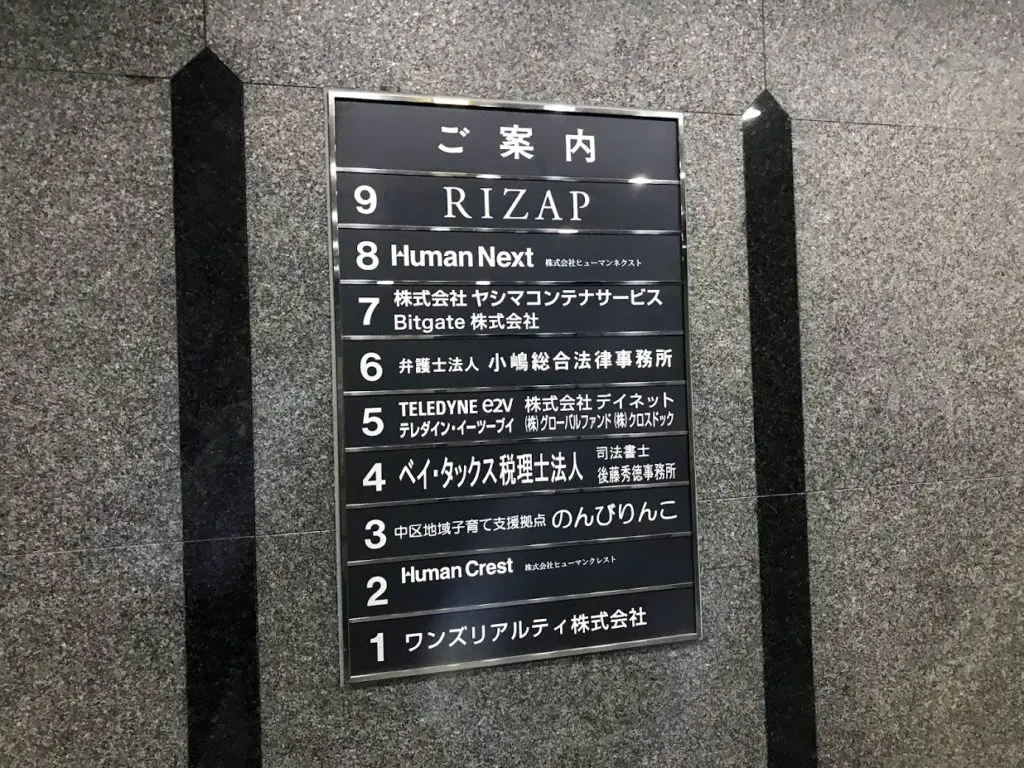 ご案内
9 RIZAP
8 Human Next 株式会社ヒューマンネクスト
7 株式会社 ヤシマコンテナサービス
Bitgate 株式会社
6 弁護士法人 小嶋総合法律事務所
5 TELEDYNE e2v 株式会社 デイネット
テレダイン・イーツーブイ (株)グローバルファンド (株)クロスドック
4 ベイ・タックス税理士法人 司法書士
後藤秀徳事務所
3 中区地域子育て支援拠点 のんびりんこ
2 Human Crest 株式会社ヒューマンクレスト
1 ワンズリアルティ株式会社